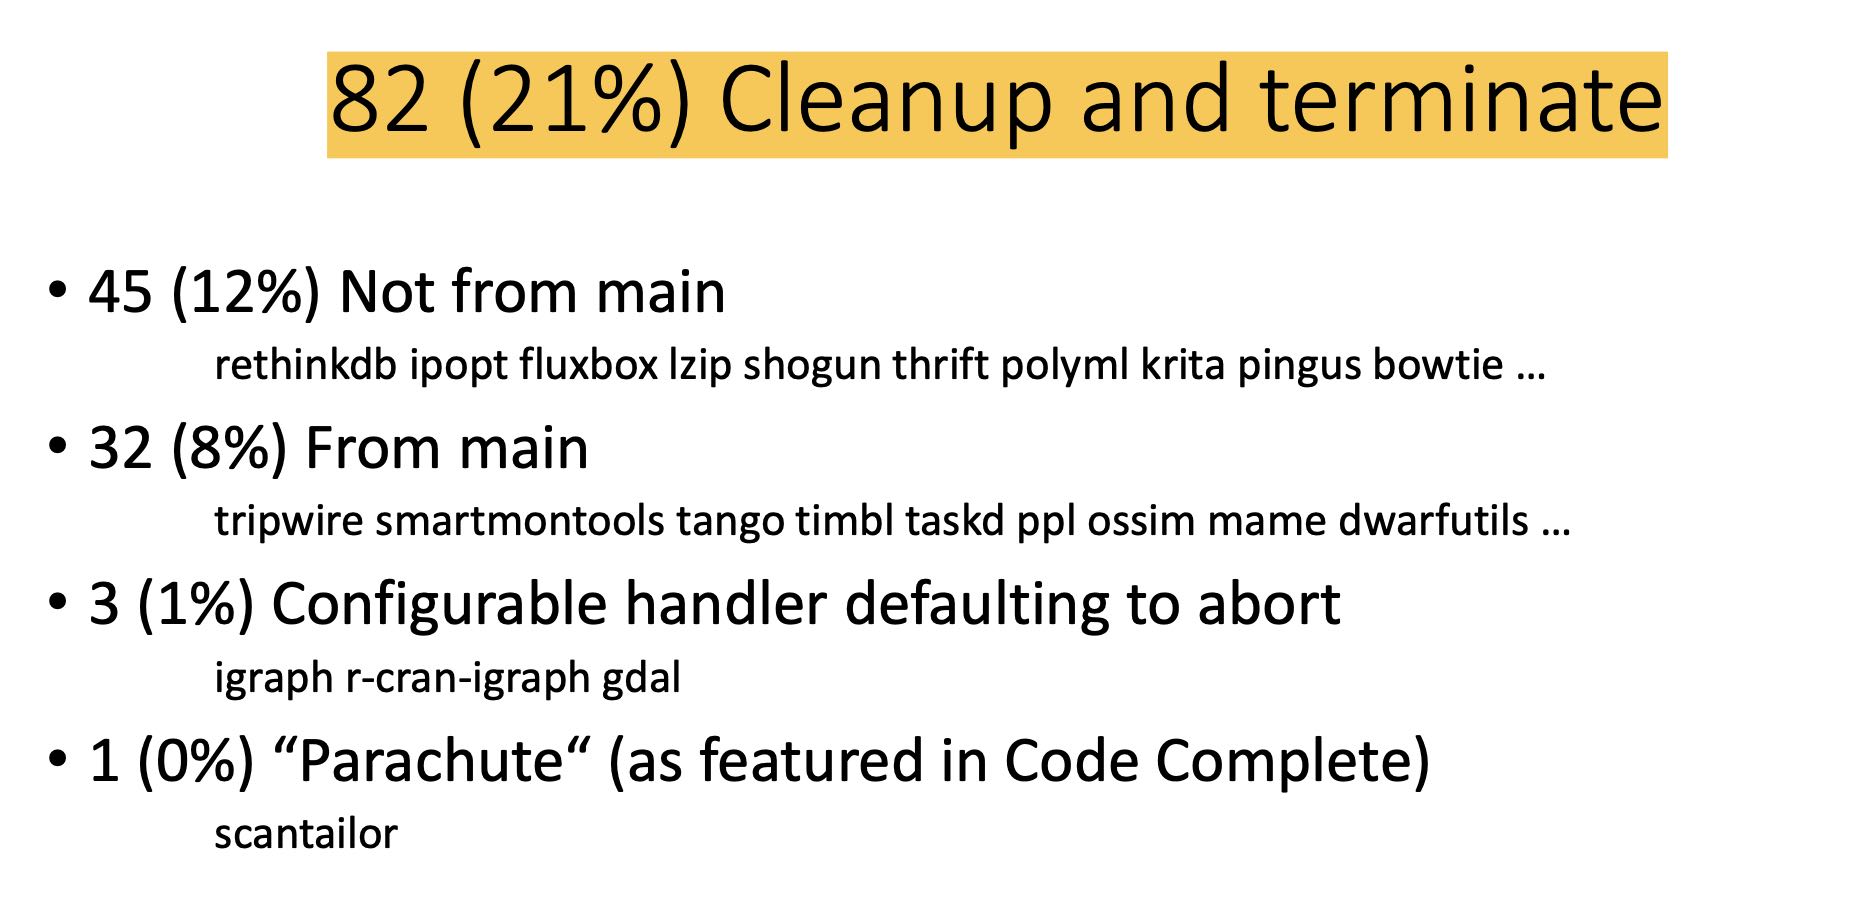 82 (21%) Cleanup and terminate
• 45 (12%) Not from main
rethinkdb ipopt fluxbox lzip shogun thrift polyml krita pingus bowtie …
• 32 (8%) From main
tripwire smartmontools tango timbl taskd ppl ossim mame dwarfutils …
• 3 (1%) Configurable handler defaulting to abort
igraph r-cran-igraph gdal
• 1 (0%) “Parachute“ (as featured in Code Complete)
scantailor